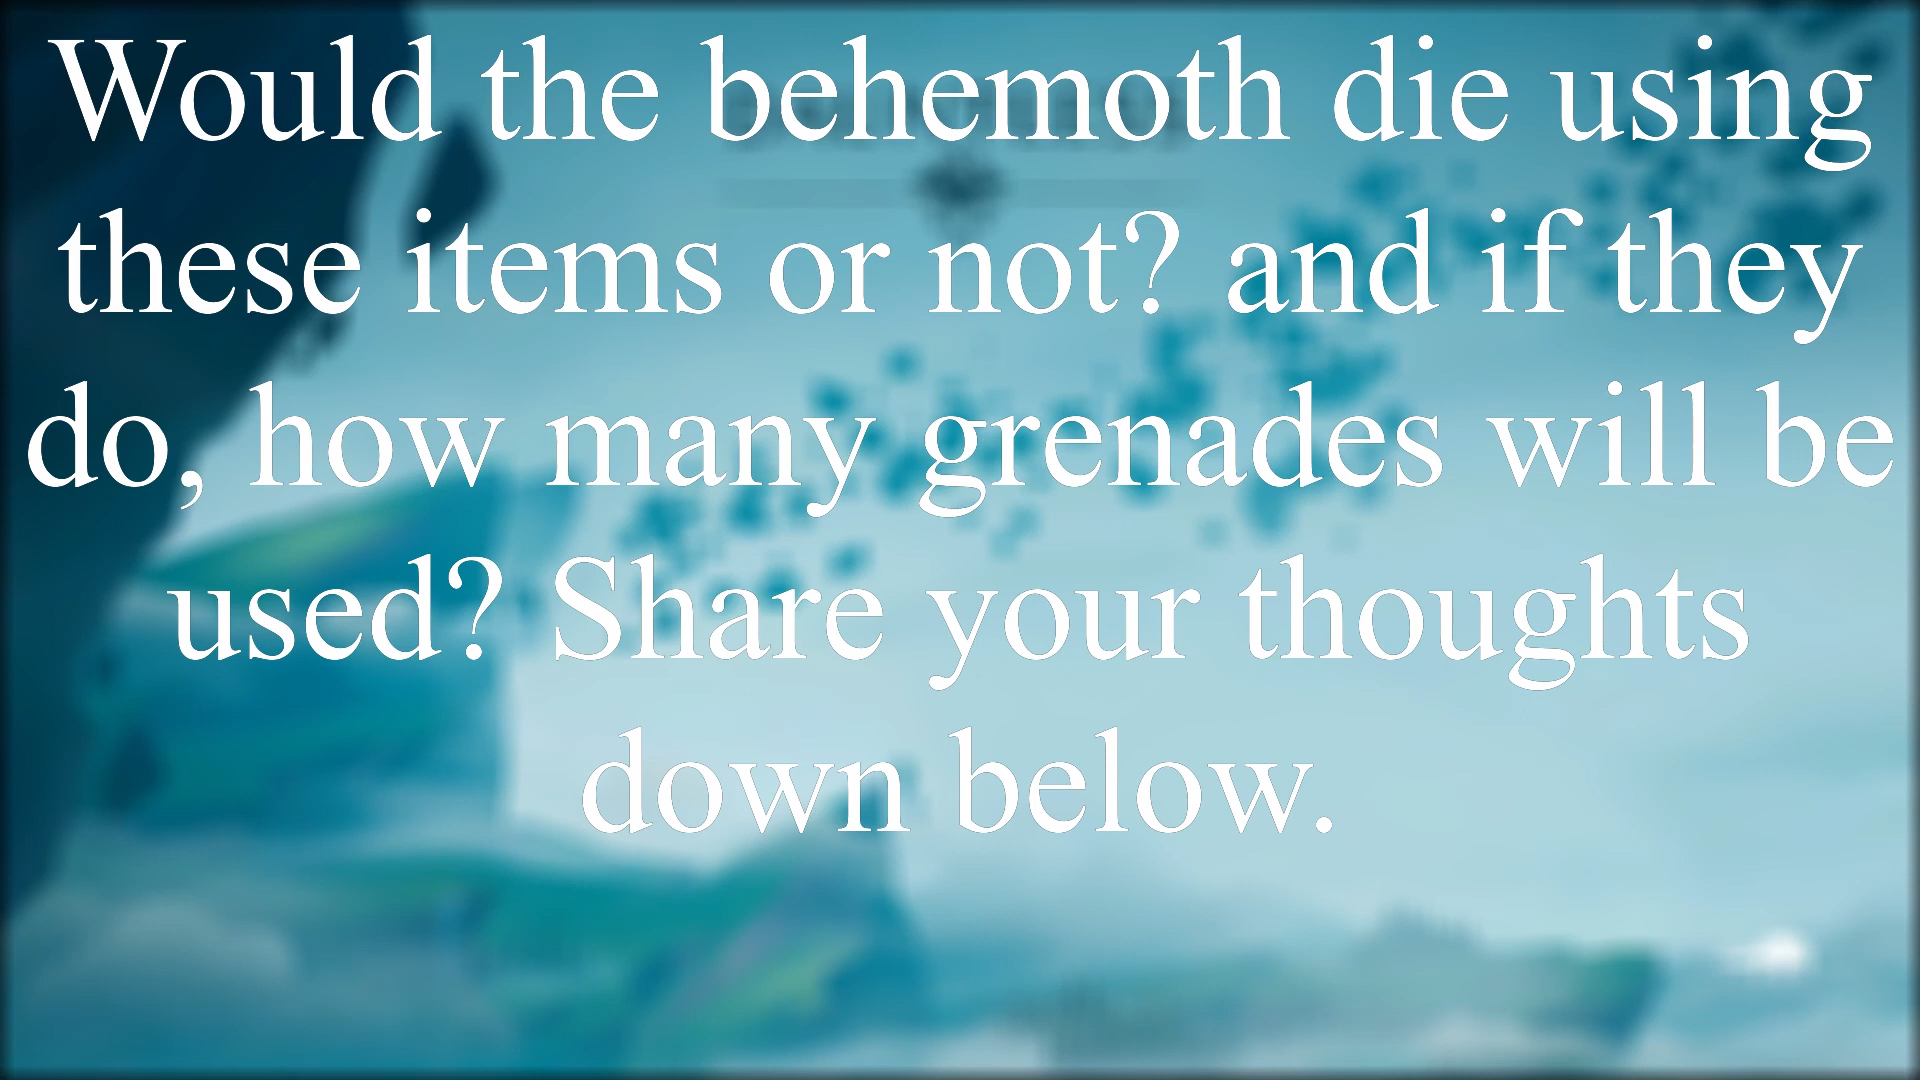 Would the behemoth die using
these items or not? and if they
do, how many grenades will be
used? Share your thoughts
down below.